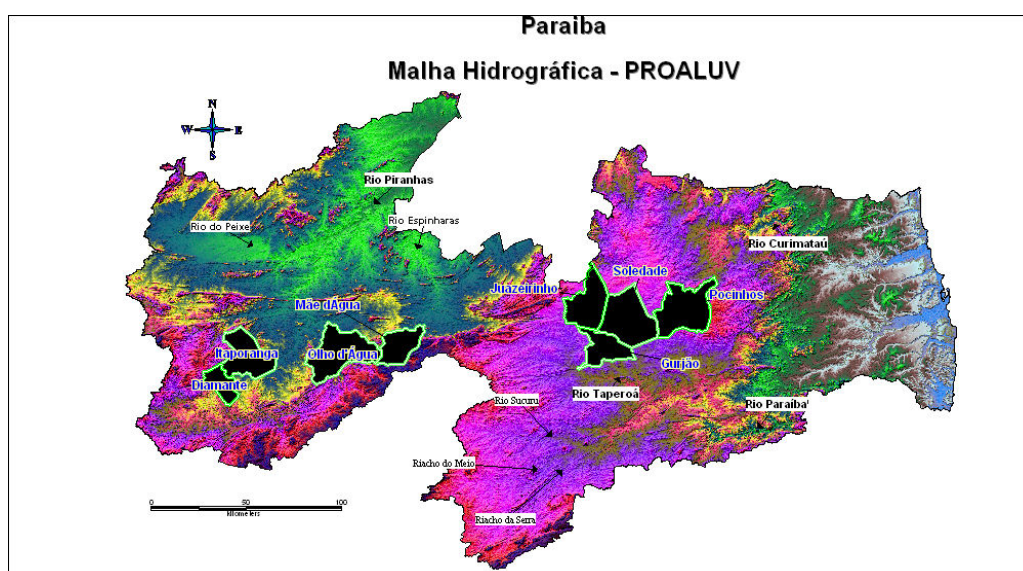 Paraiba
Malha Hidrográfica - PROALUV
N
W E
S
Rio Piranhas
Rio do Peixe
Rio Espinharas
Rio Curimataú
Soledade
Juazeirinho
Pocinhos
Mãe dÁgua
Itaporanga
Olho d'Água
Gurjão
Diamante
Rio Taperoá
Rio Sucuru
Rio Paraíba'
Riacho do Meio
Riacho da Serra
0 50 100
kilometers